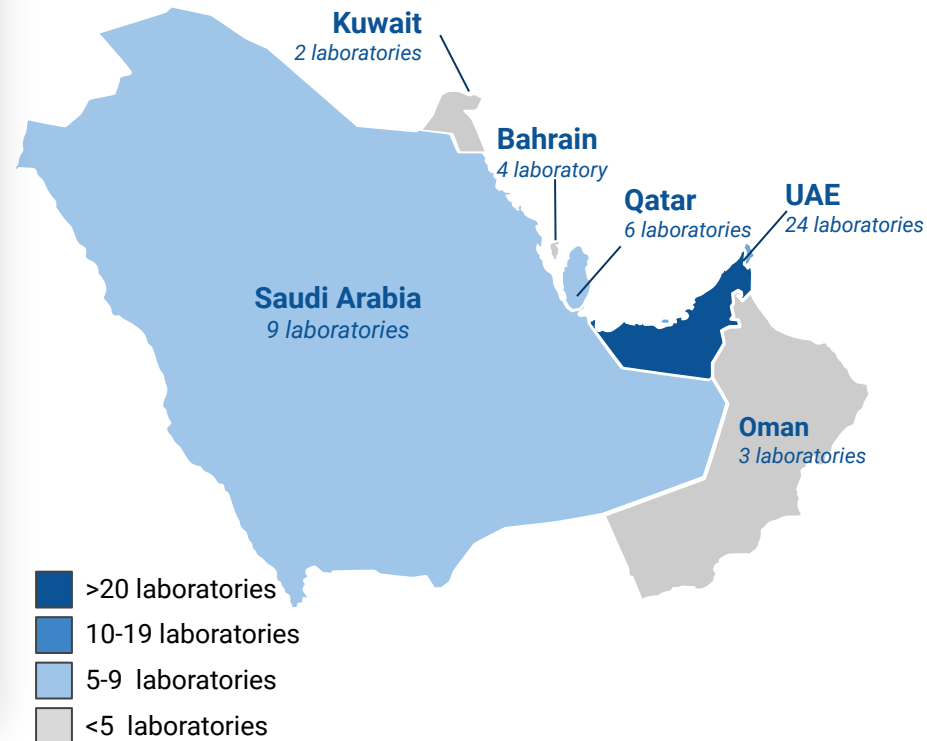 Kuwait
2 laboratories
Bahrain
4 laboratory
Qatar
6 laboratories
UAE
24 laboratories
Saudi Arabia
9 laboratories
Oman
3 laboratories
>20 laboratories
10-19 laboratories
5-9 laboratories
<5 laboratories